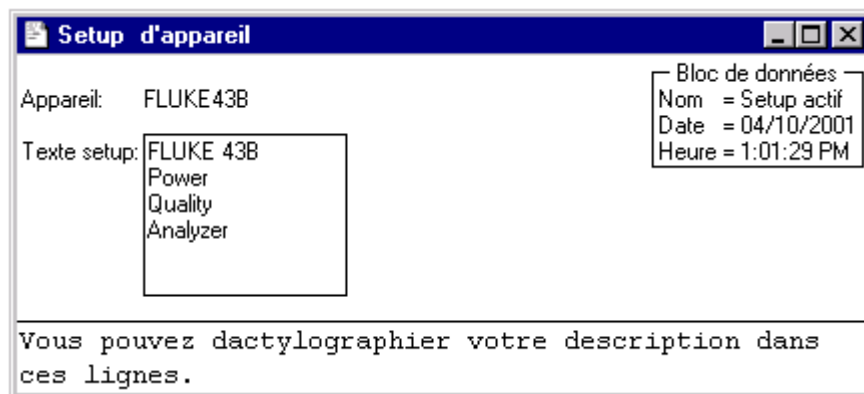 Setup d'appareil
Bloc de données
Appareil: FLUKE43B
Nom = Setup actif
Date = 04/10/2001
Heure = 1:01:29 PM
Texte setup: FLUKE 43B
Power
Quality
Analyzer
Vous pouvez dactylographier votre description dans
ces lignes.